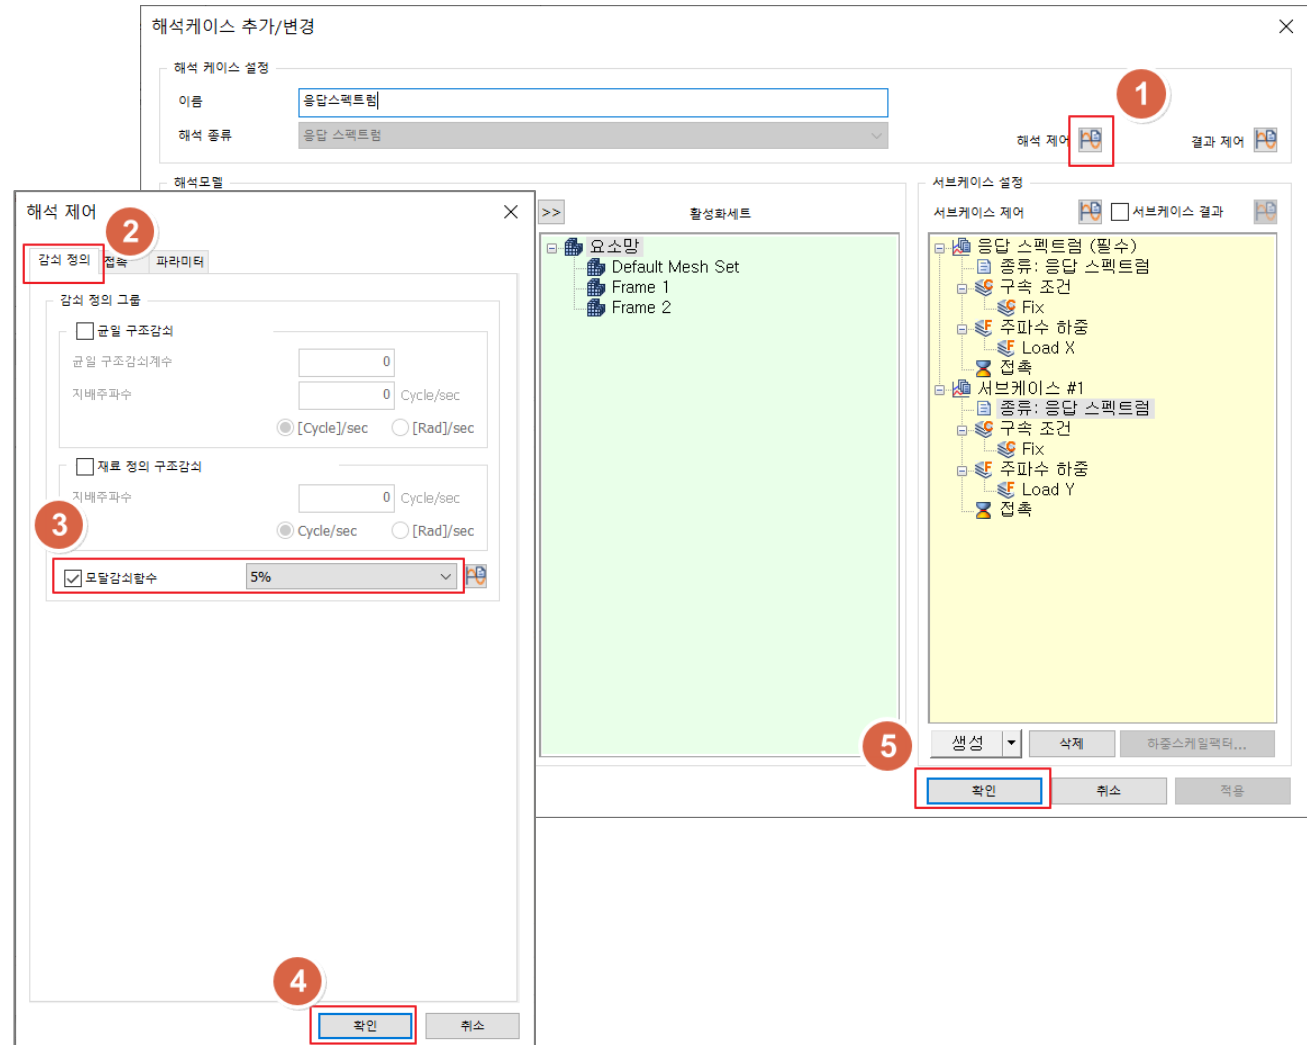 해석케이스 추가/변경
해석 케이스 설정
이름
응답스펙트럼
해석 종류
응답 스펙트럼
해석 제어
결과 제어
1
해석모델
>>
활성화세트
요소망
Default Mesh Set
Frame 1
Frame 2
서브케이스 설정
서브케이스 제어
서브케이스 결과
응답 스펙트럼 (필수)
종류: 응답 스펙트럼
구속 조건
Fix
주파수 하중
Load X
접촉
서브케이스 #1
종류: 응답 스펙트럼
구속 조건
Fix
주파수 하중
Load Y
접촉
생성
삭제
하중스케일팩터...
5
확인
취소
적용
해석 제어
2
감쇠 정의
접촉
파라미터
감쇠 정의 그룹
균일 구조감쇠
균일 구조감쇠계수
0
지배주파수
0
Cycle/sec
[Cycle]/sec
[Rad]/sec
재료 정의 구조감쇠
지배주파수
0
Cycle/sec
3
Cycle/sec
[Rad]/sec
모달감쇠함수
5%
4
확인
취소